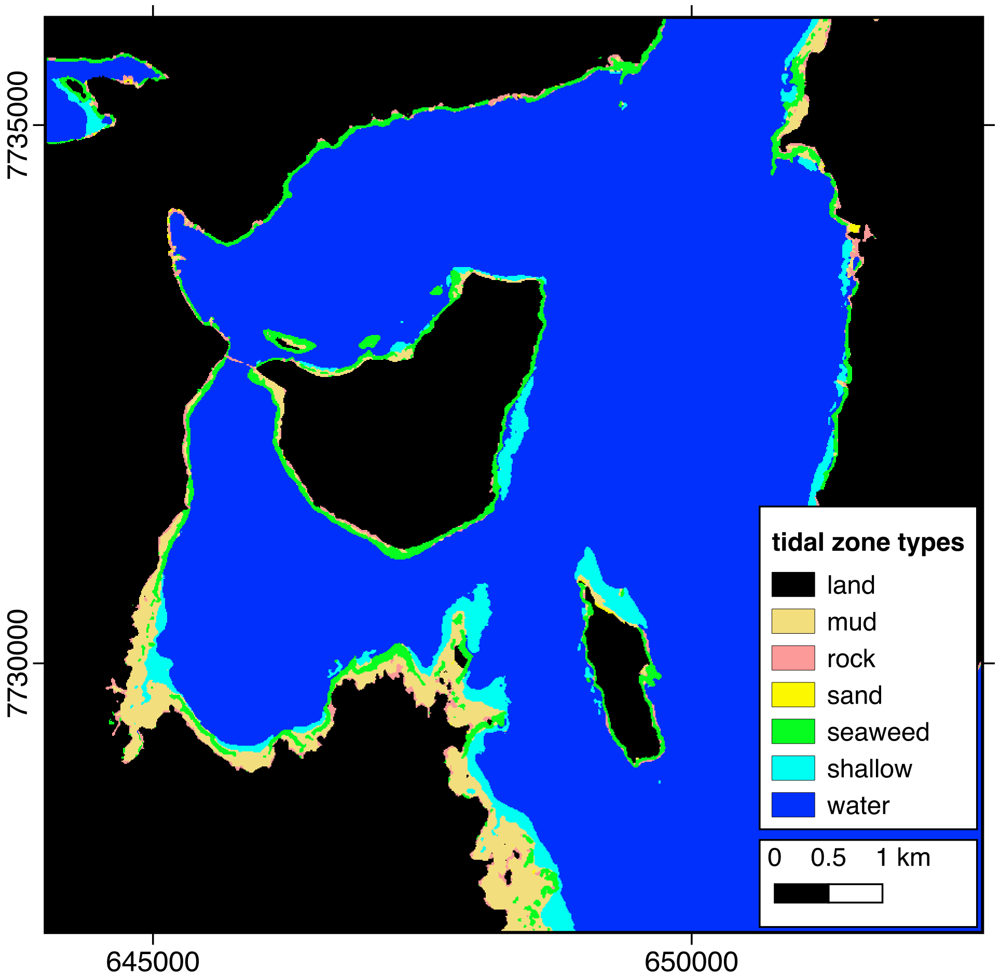 7735000
7730000
tidal zone types
land
mud
rock
sand
seaweed
shallow
water
0 0.5 1 km
645000 650000